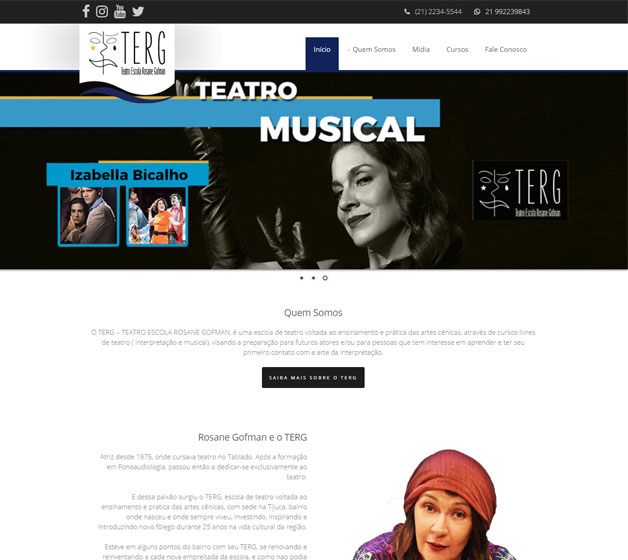 (21) 2234-5544
21 992239843
TERG
Teatro Escola Rosane Gofman
Início
Quem Somos
Mídia
Cursos
Fale Conosco
TEATRO
MUSICAL
Izabella Bicalho
TERG
Teatro Escola Rosane Gofman
Quem Somos
O TERG – TEATRO ESCOLA ROSANE GOFMAN, é uma escola de teatro voltada ao ensinamento e prática das artes cênicas, através de cursos livres
de teatro ( interpretação e musical), visando a preparação para futuros atores e/ou para pessoas que tem interesse em aprender e ter seu
primeiro contato com a arte da interpretação.
SAIBA MAIS SOBRE O TERG
Rosane Gofman e o TERG
Atriz desde 1975, onde cursava teatro no Tablado. Após a formação
em Fonoaudiologia, passou então a dedicar-se exclusivamente ao
teatro.
E dessa paixão surgiu o TERG, escola de teatro voltada ao
ensinamento e pratica das artes cênicas, com sede na Tijuca, bairro
onde nasceu e onde sempre viveu, investindo, inspirando e
introduzindo novo fôlego durante 25 anos na vida cultural da região.
Esteve em alguns pontos do bairro com seu TERG, se renovando e
reinventando a cada nova empreitada da escola, e como nao podia